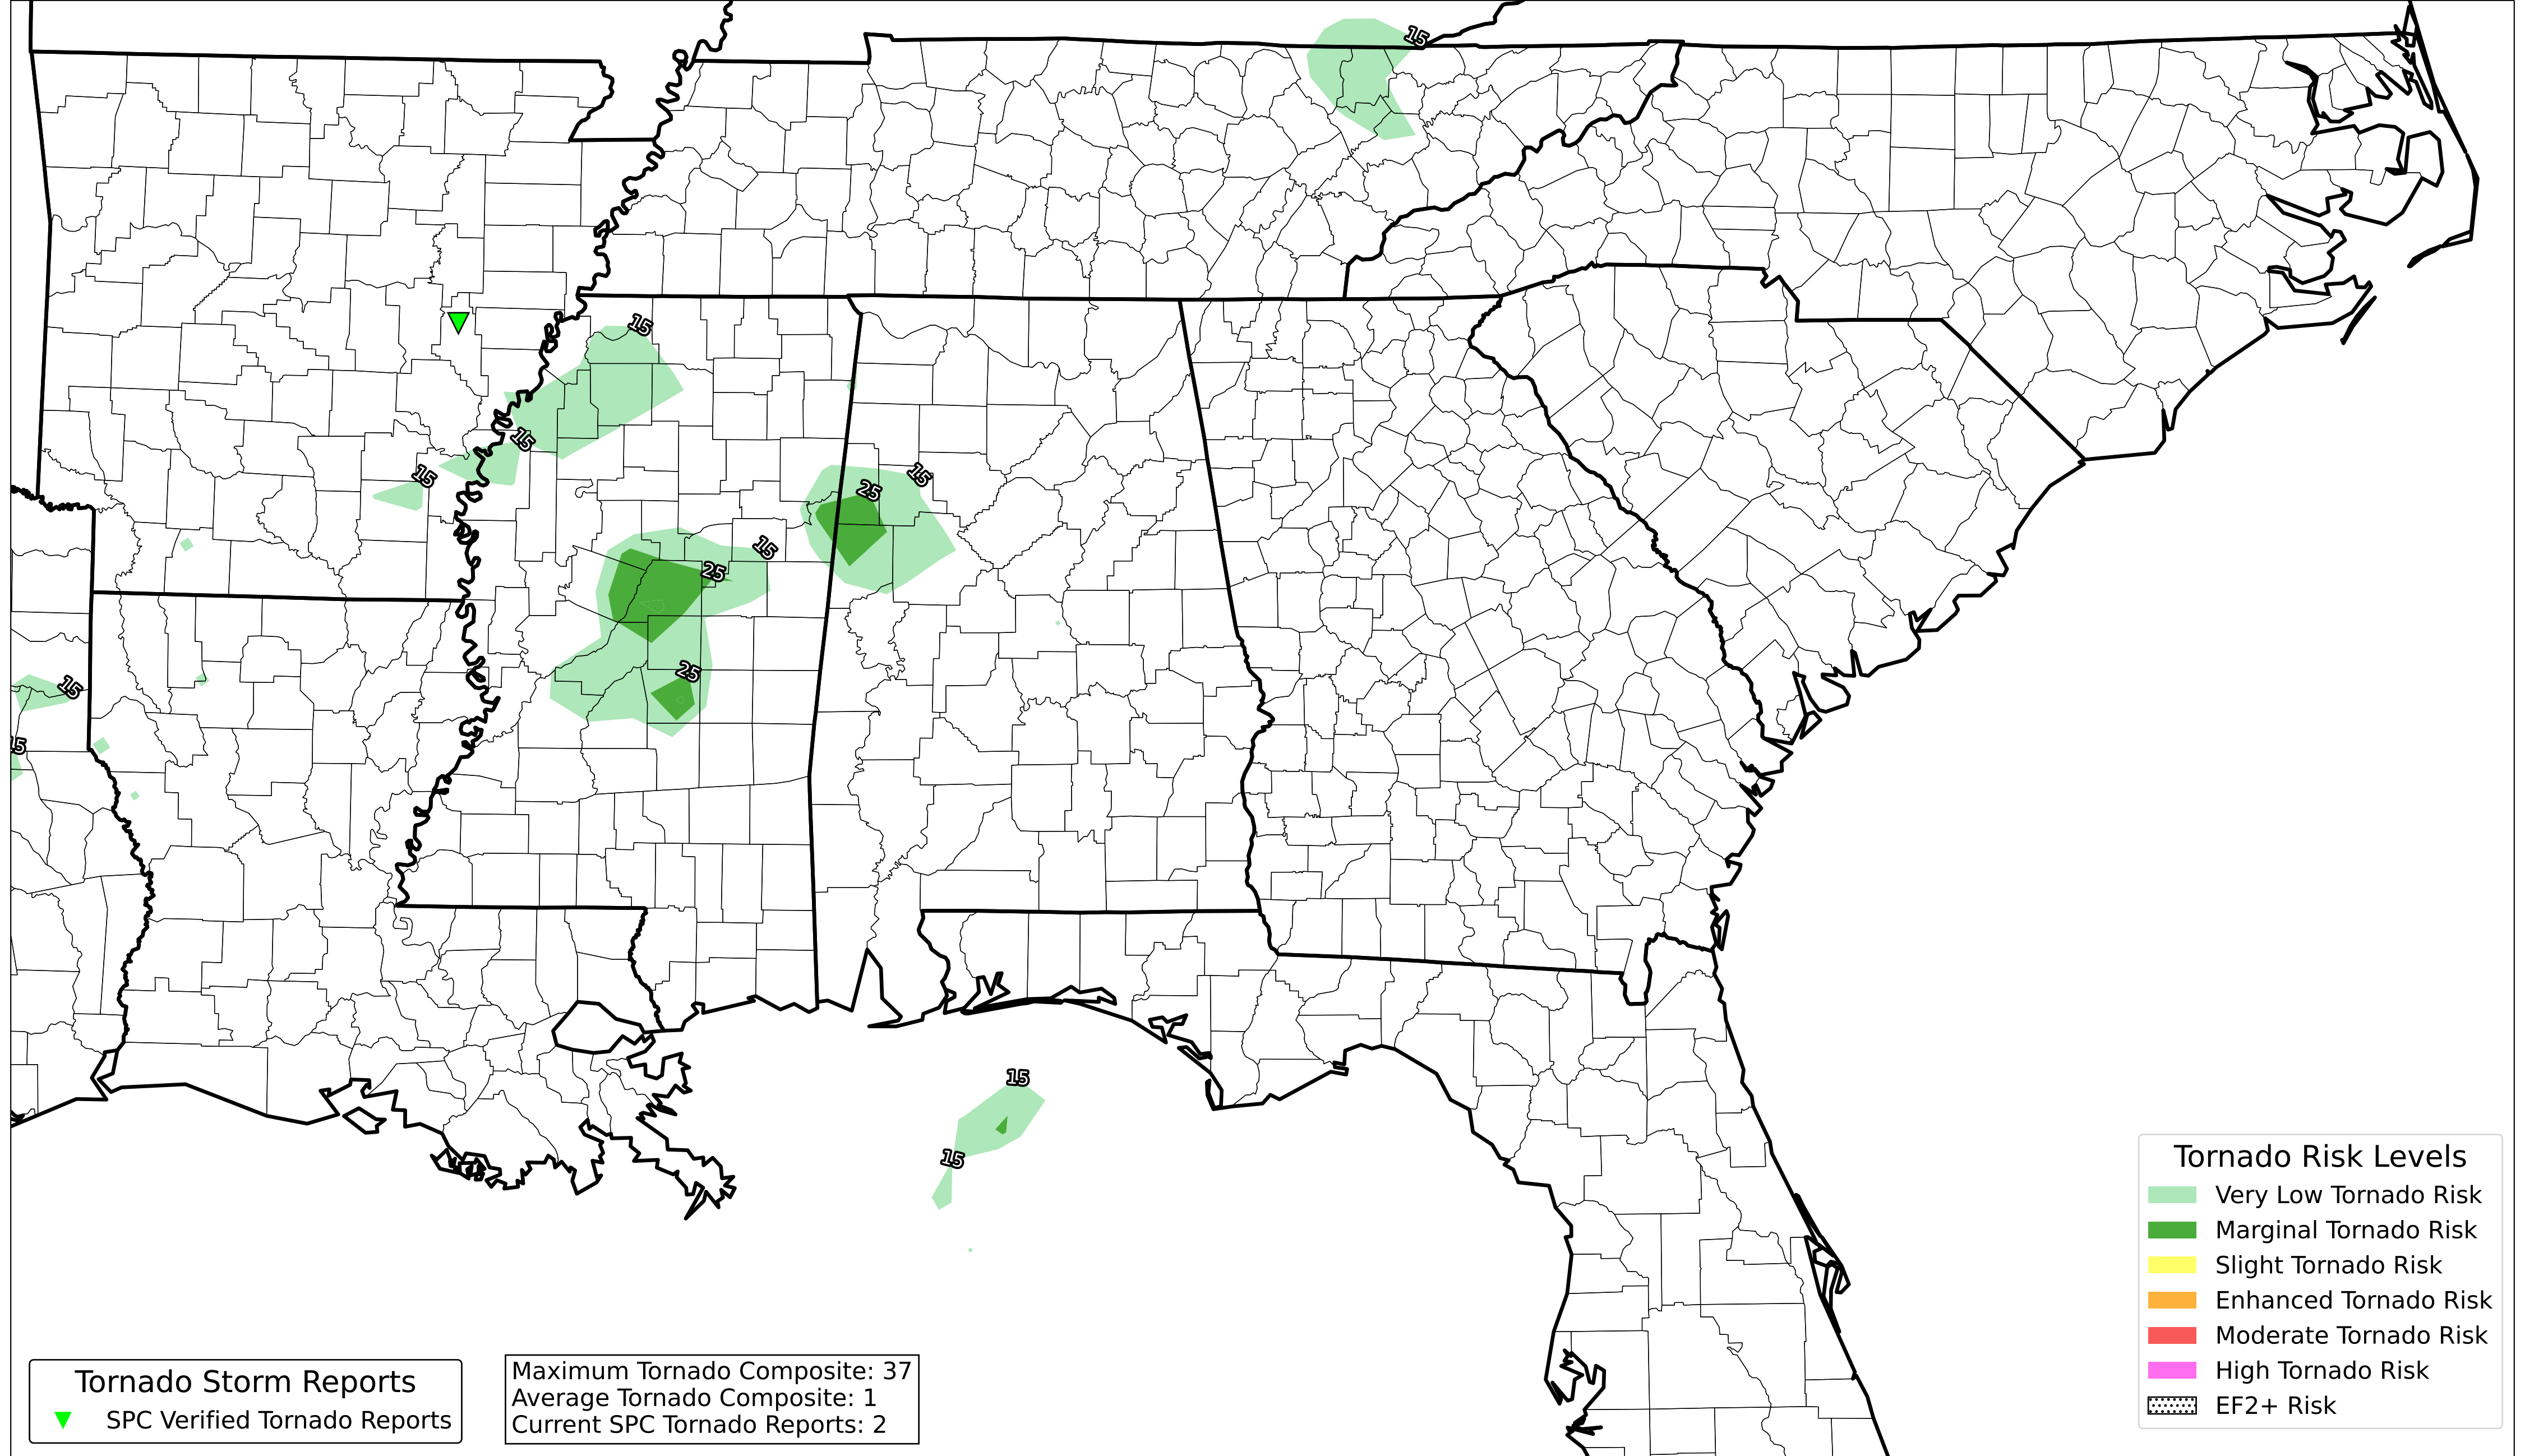 15
15
15
15
25
15
15
25
25
15
15
15
15
Tornado Risk Levels
Very Low Tornado Risk
Marginal Tornado Risk
Slight Tornado Risk
Enhanced Tornado Risk
Moderate Tornado Risk
High Tornado Risk
EF2+ Risk
Tornado Storm Reports
SPC Verified Tornado Reports
Maximum Tornado Composite: 37
Average Tornado Composite: 1
Current SPC Tornado Reports: 2